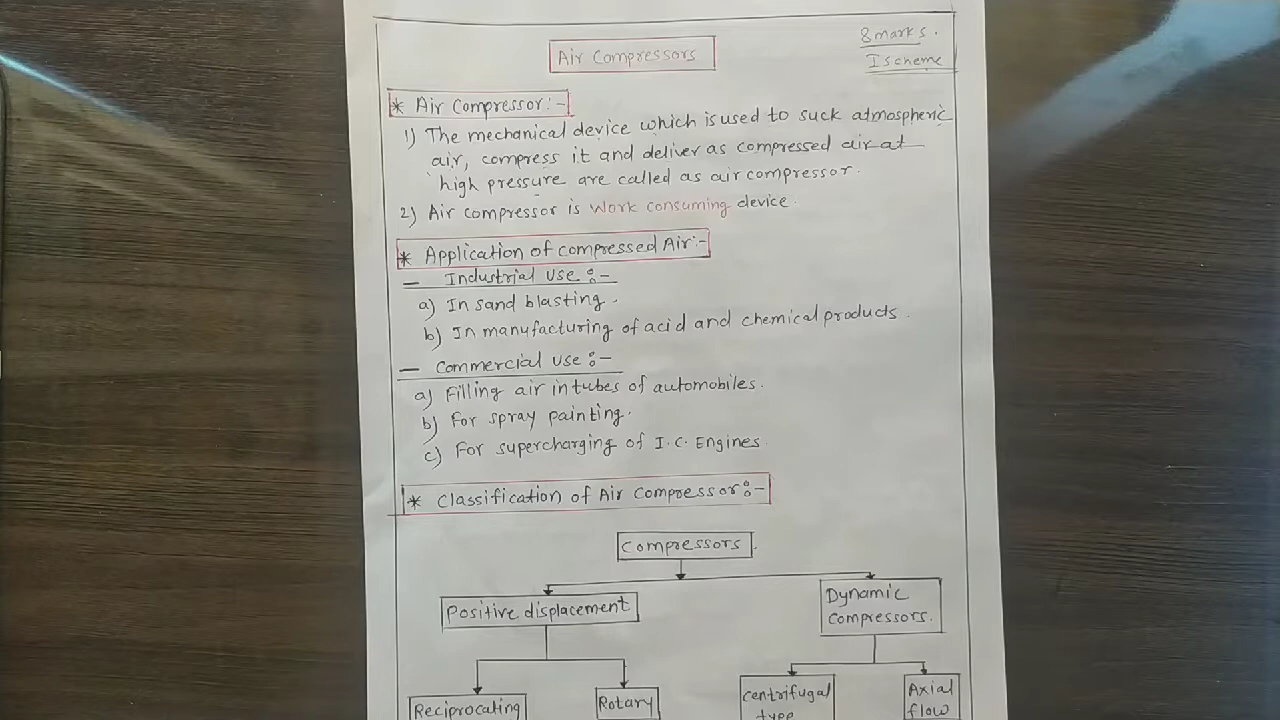 8 marks.
Air Compressors
I scheme
* Air Compressor:-
1) The mechanical device which is used to suck atmospheric
air, compress it and deliver as compressed air at
high pressure are called as air compressor.
2) Air compressor is work consuming device.
* Application of compressed Air:-
— Industrial use :-
a) In sand blasting.
b) In manufacturing of acid and chemical products.
— Commercial use :-
a) Filling air in tubes of automobiles.
b) For spray painting.
c) For supercharging of I.C. Engines
* Classification of Air Compressor :-
Compressors.
Positive displacement
Dynamic
Compressors.
Reciprocating
Rotary
Centrifugal
type
Axial
flow